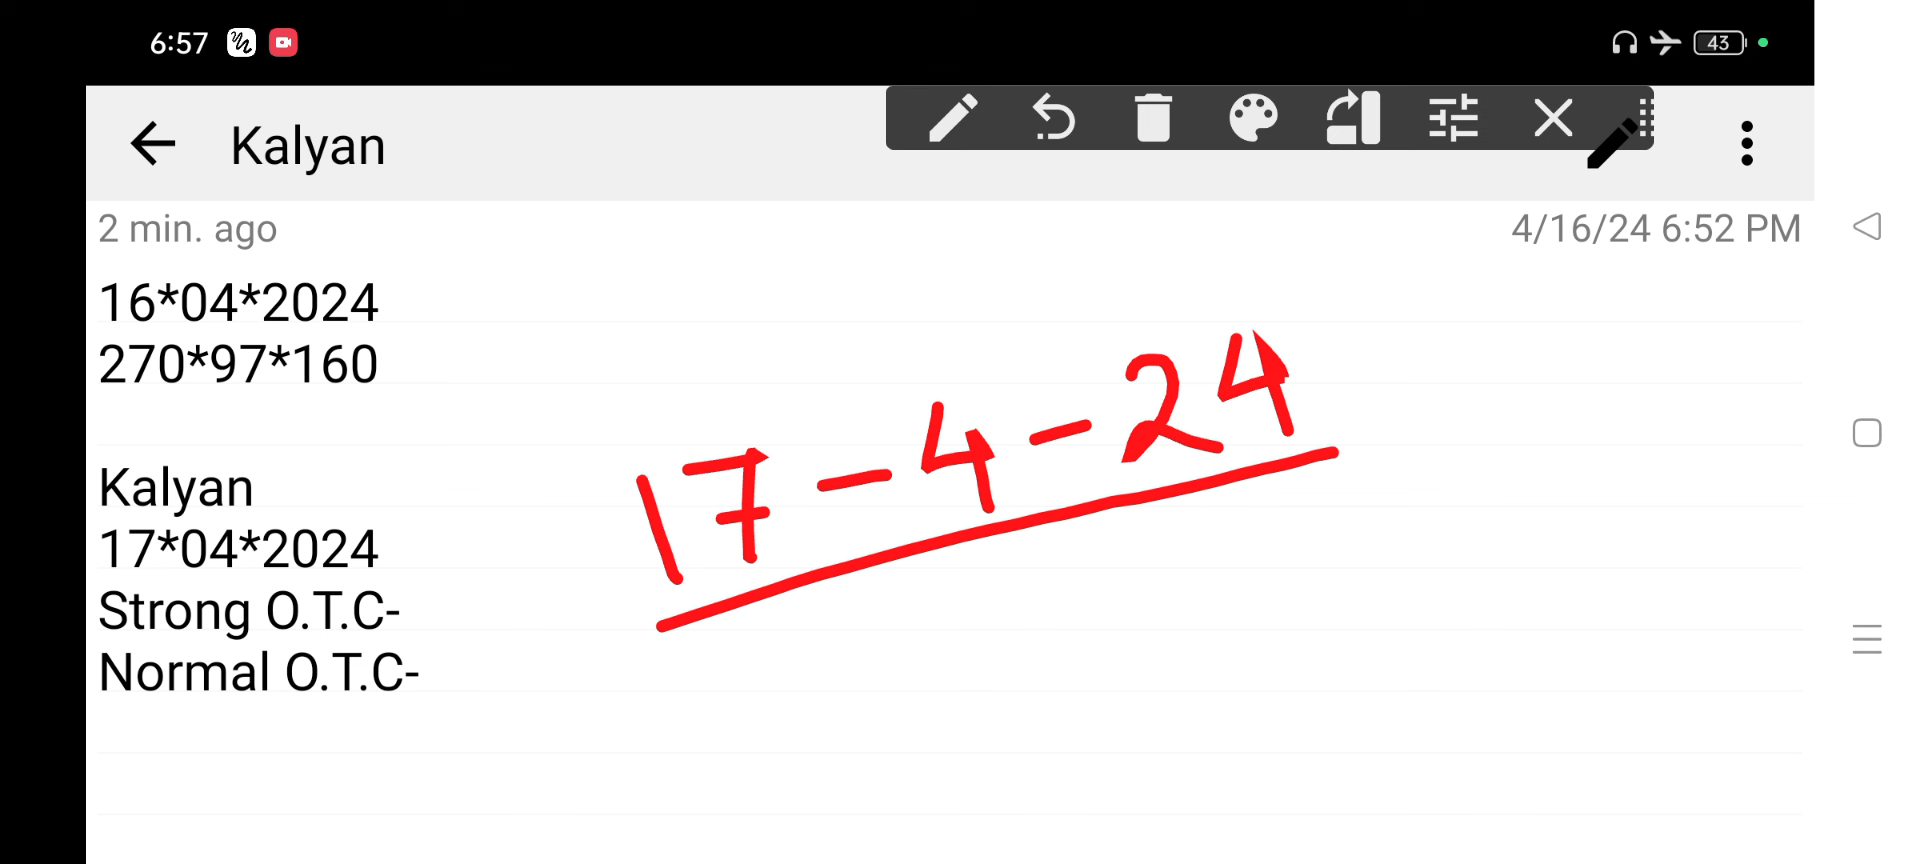 6:57
43
Kalyan
2 min. ago
4/16/24 6:52 PM
16*04*2024
270*97*160
17-4-24
Kalyan
17*04*2024
Strong O.T.C-
Normal O.T.C-